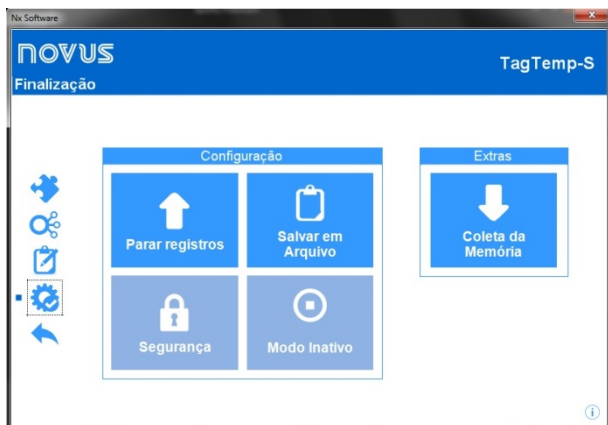 Nx Software
novus
TagTemp-S
Finalização
Configuração
Extras
Parar registros
Salvar em
Arquivo
Coleta da
Memória
Segurança
Modo Inativo